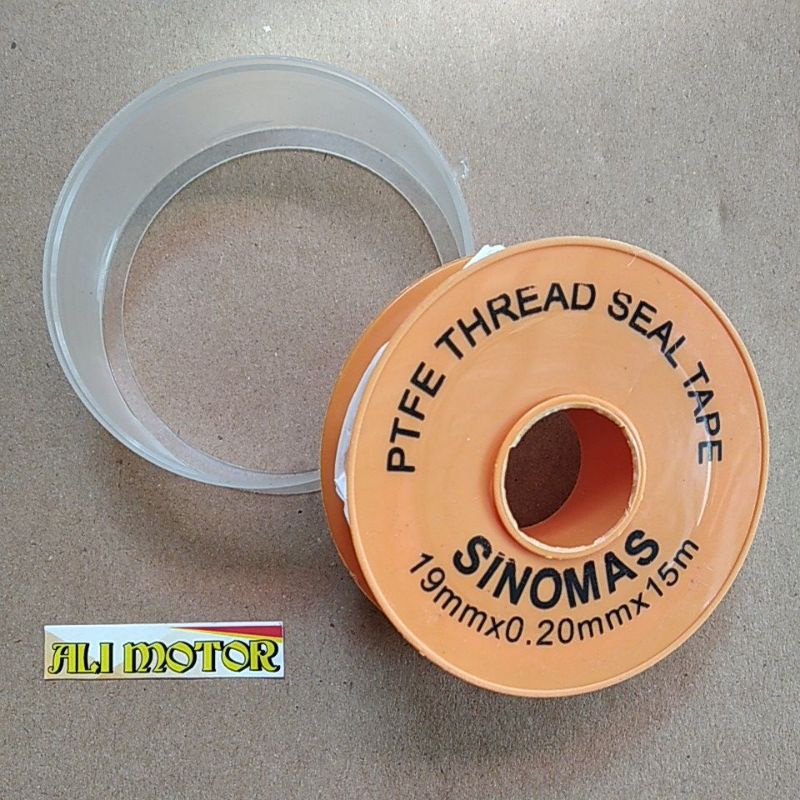 PTFE THREAD SEAL TAPE
SINOMAS
19mmx0.20mmx15m
ALI MOTOR